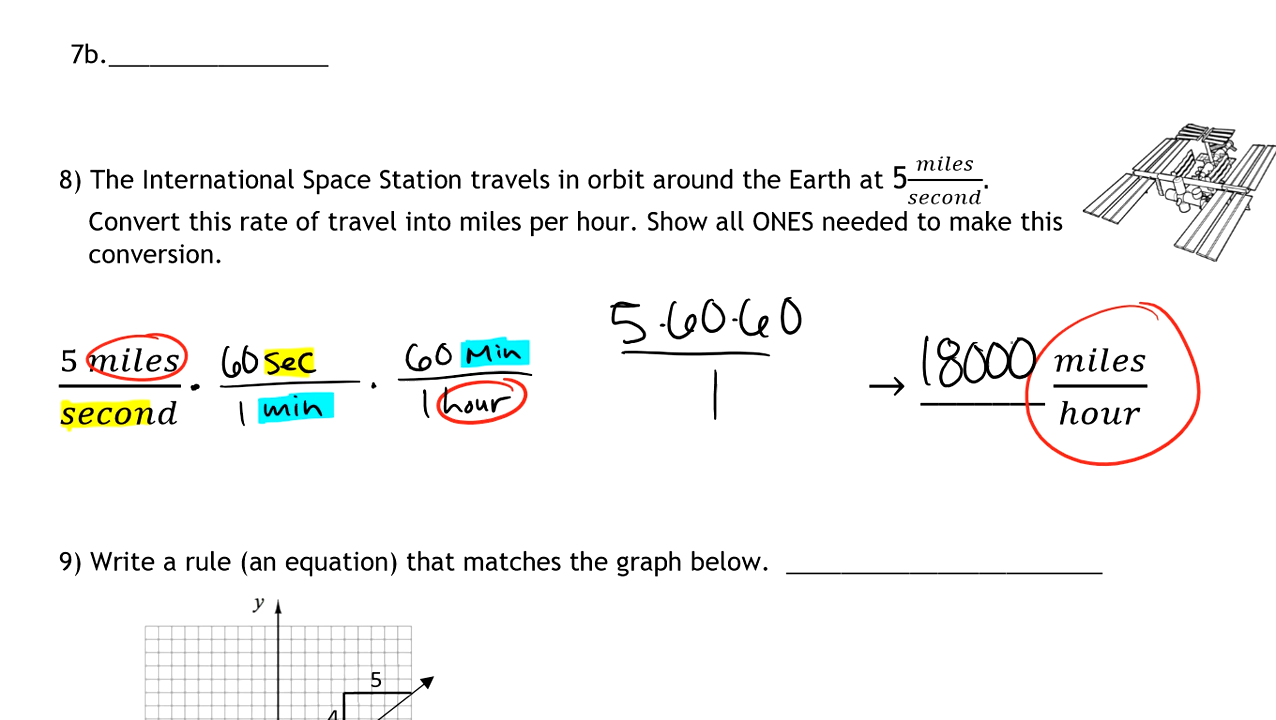 7b.________________
8) The International Space Station travels in orbit around the Earth at 5 miles/second.
Convert this rate of travel into miles per hour. Show all ONES needed to make this
conversion.
5 miles/second · 60 sec/1 min · 60 Min/1 hour 5·60·60/1 → 18000 miles/hour
9) Write a rule (an equation) that matches the graph below. _______________________
y
5
4